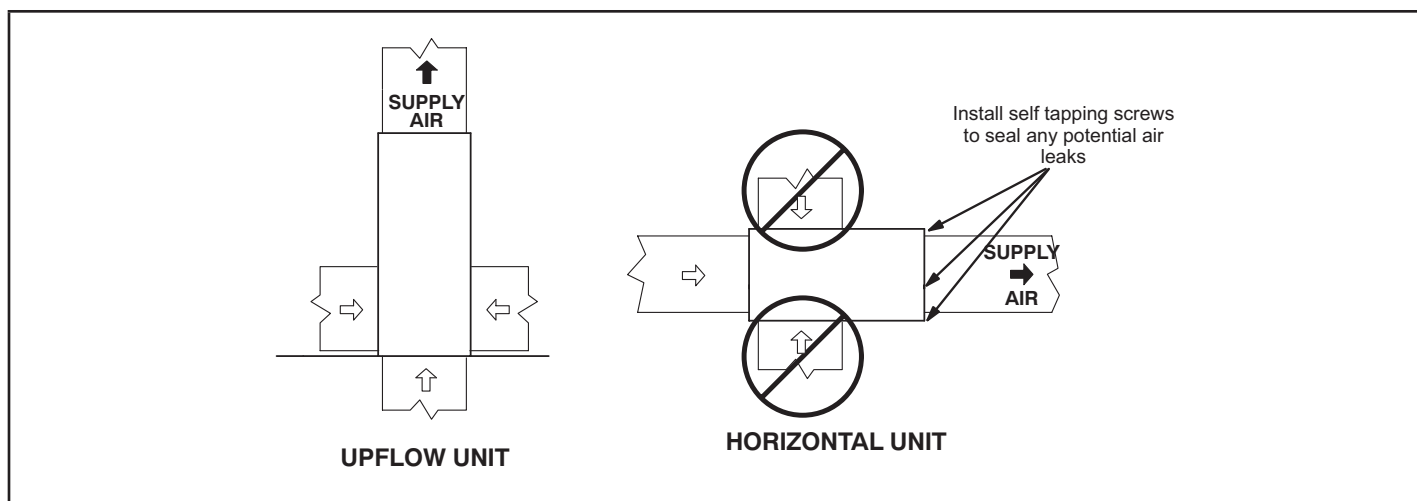 SUPPLY
AIR
UPFLOW UNIT
Install self tapping screws
to seal any potential air
leaks
SUPPLY
AIR
HORIZONTAL UNIT